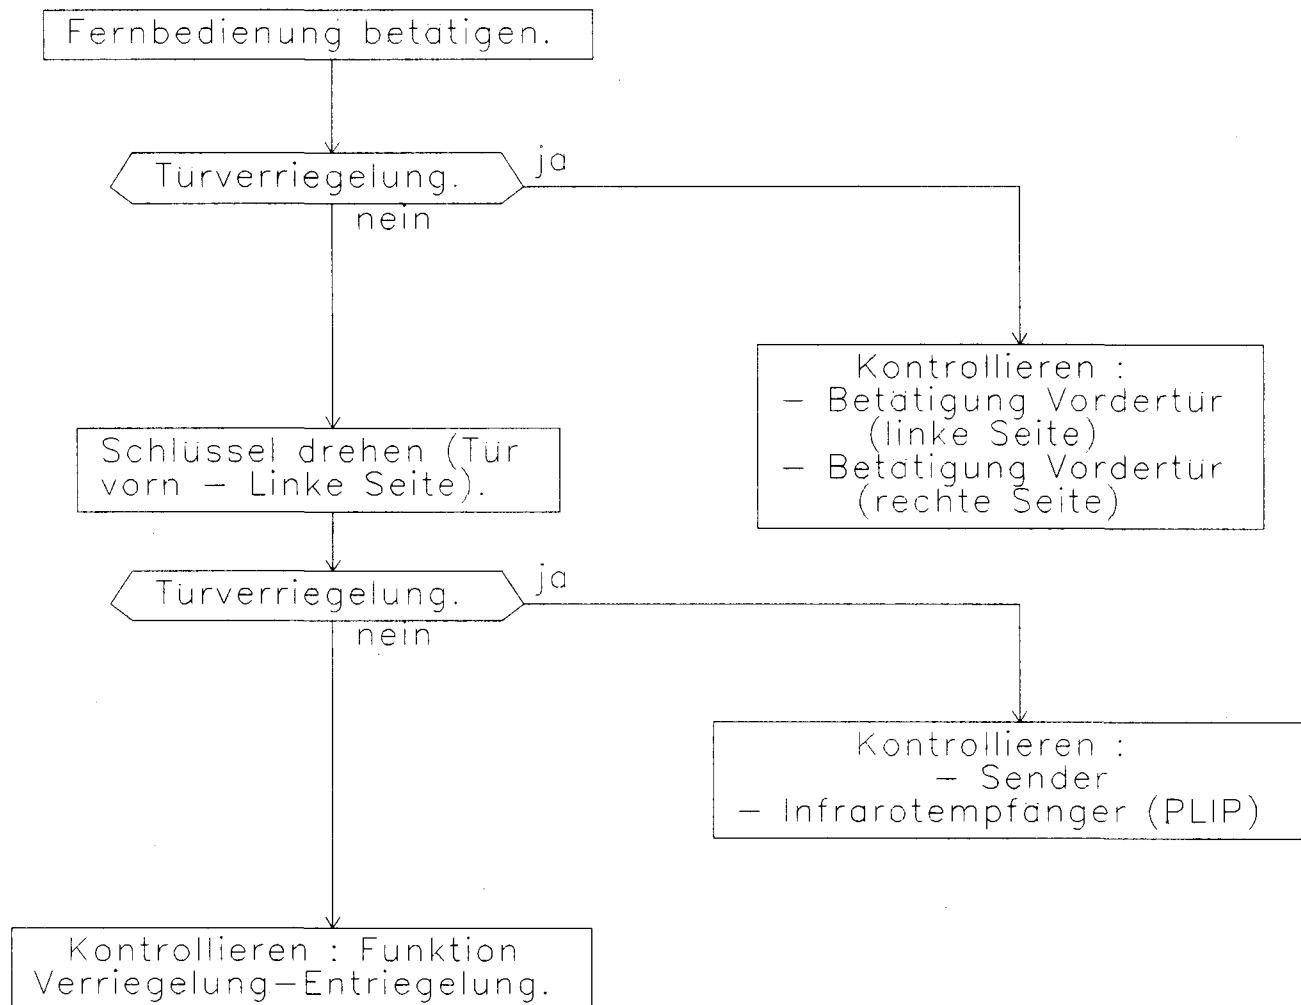 Fernbedienung betätigen.
Türverriegelung.
ja
nein
Kontrollieren :
– Betätigung Vordertür
(linke Seite)
– Betätigung Vordertür
(rechte Seite)
Schlüssel drehen (Tür
vorn – Linke Seite).
Türverriegelung.
ja
nein
Kontrollieren :
– Sender
– Infrarotempfänger (PLIP)
Kontrollieren : Funktion
Verriegelung–Entriegelung.